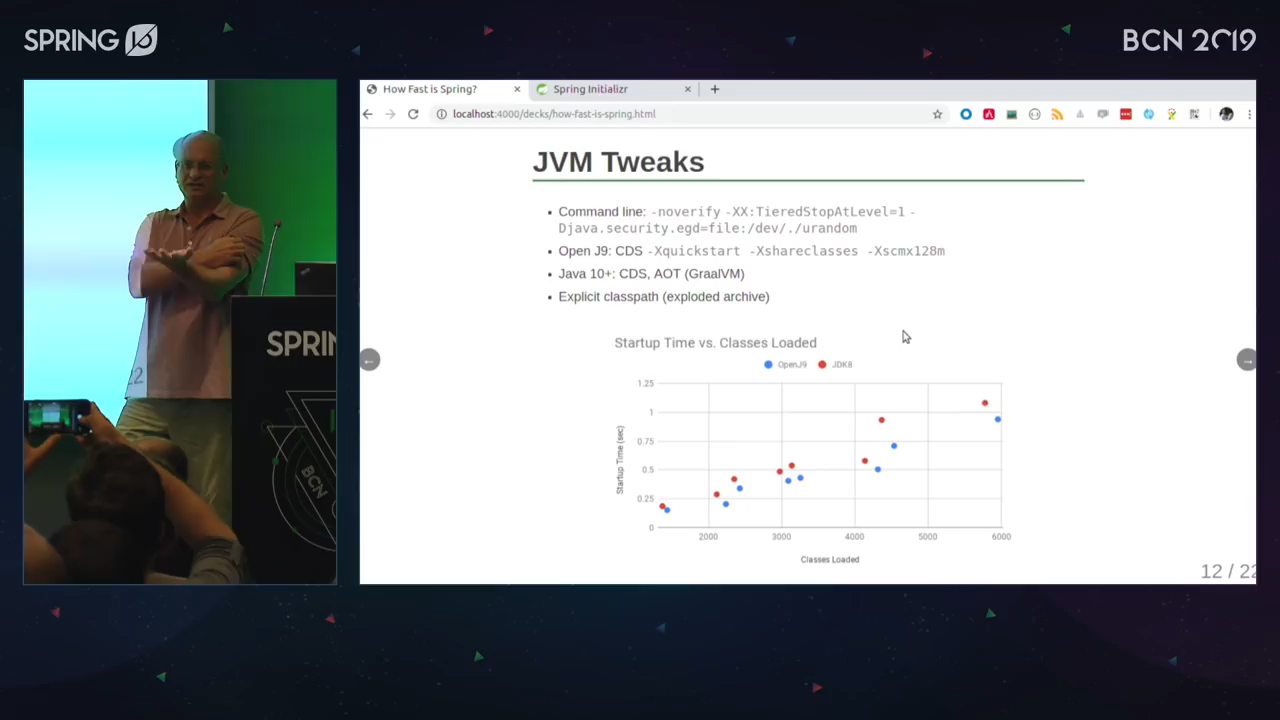 SPRING IO
BCN 2019
How Fast is Spring?
Spring Initializr
localhost:4000/decks/how-fast-is-spring.html
JVM Tweaks
• Command line: -noverify -XX:TieredStopAtLevel=1 -
Djava.security.egd=file:/dev/./urandom
• Open J9: CDS -Xquickstart -Xshareclasses -Xscmx128m
• Java 10+: CDS, AOT (GraalVM)
• Explicit classpath (exploded archive)
Startup Time vs. Classes Loaded
OpenJ9 JDK8
1.25
1
0.75
0.5
0.25
0
Startup Time (sec)
2000 3000 4000 5000 6000
Classes Loaded
12 / 22
22
SPRI
BCN